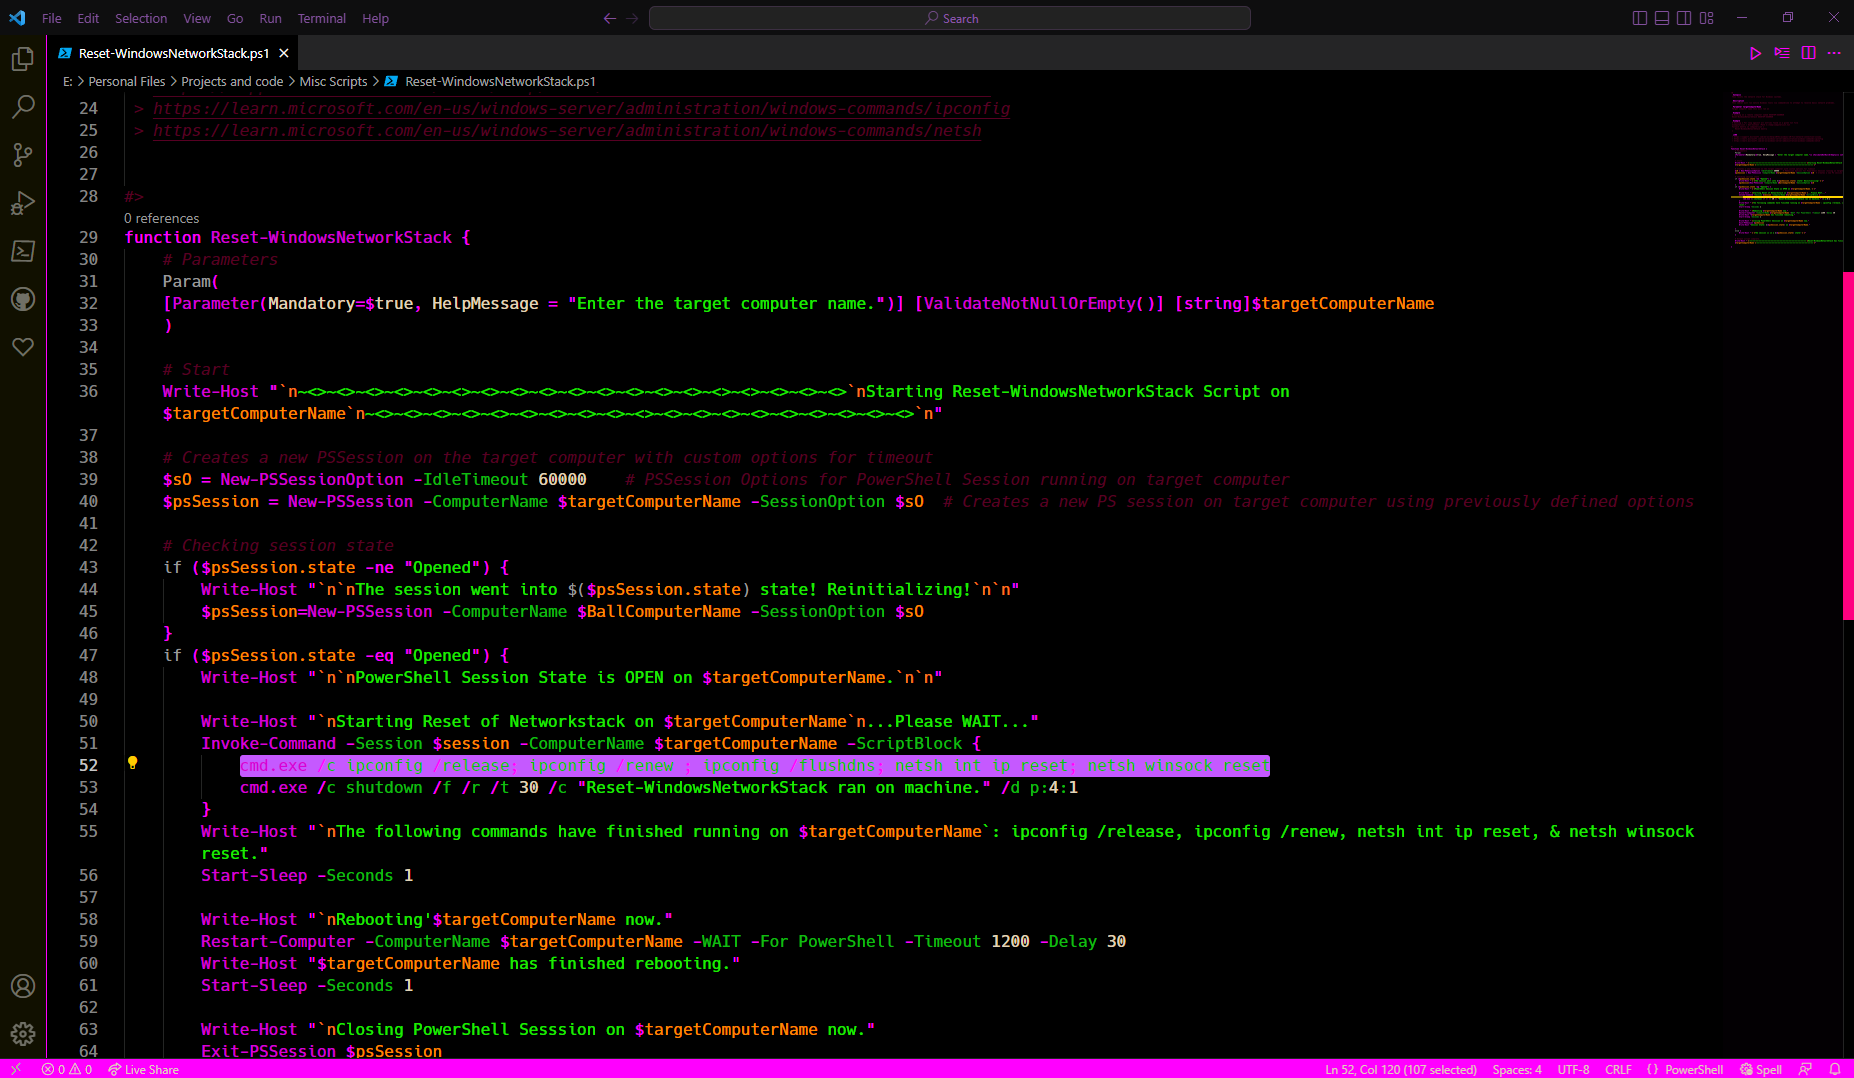 File Edit Selection View Go Run Terminal Help
Search
Reset-WindowsNetworkStack.ps1
E: > Personal Files > Projects and code > Misc Scripts > Reset-WindowsNetworkStack.ps1
24 > https://learn.microsoft.com/en-us/windows-server/administration/windows-commands/ipconfig
25 > https://learn.microsoft.com/en-us/windows-server/administration/windows-commands/netsh
26
27
28 #>
0 references
29 function Reset-WindowsNetworkStack {
30 # Parameters
31 Param(
32 [Parameter(Mandatory=$true, HelpMessage = "Enter the target computer name.")] [ValidateNotNullOrEmpty()] [string]$targetComputerName
33 )
34
35 # Start
36 Write-Host "`n~<>~<>~<>~<>~<>~<>~<>~<>~<>~<>~<>~<>~<>~<>~<>~<>~<>~<>~<>`nStarting Reset-WindowsNetworkStack Script on
$targetComputerName`n~<>~<>~<>~<>~<>~<>~<>~<>~<>~<>~<>~<>~<>~<>~<>~<>~<>~<>~<>`n"
37
38 # Creates a new PSSession on the target computer with custom options for timeout
39 $sO = New-PSSessionOption -IdleTimeout 60000 # PSSession Options for PowerShell Session running on target computer
40 $psSession = New-PSSession -ComputerName $targetComputerName -SessionOption $sO # Creates a new PS session on target computer using previously defined options
41
42 # Checking session state
43 if ($psSession.state -ne "Opened") {
44 Write-Host "`n`nThe session went into $($psSession.state) state! Reinitializing!`n`n"
45 $psSession=New-PSSession -ComputerName $BallComputerName -SessionOption $sO
46 }
47 if ($psSession.state -eq "Opened") {
48 Write-Host "`n`nPowerShell Session State is OPEN on $targetComputerName.`n`n"
49
50 Write-Host "`nStarting Reset of Networkstack on $targetComputerName`n...Please WAIT..."
51 Invoke-Command -Session $session -ComputerName $targetComputerName -ScriptBlock {
52 cmd.exe /c ipconfig /release; ipconfig /renew ; ipconfig /flushdns; netsh int ip reset; netsh winsock reset
53 cmd.exe /c shutdown /f /r /t 30 /c "Reset-WindowsNetworkStack ran on machine." /d p:4:1
54 }
55 Write-Host "`nThe following commands have finished running on $targetComputerName`: ipconfig /release, ipconfig /renew, netsh int ip reset, & netsh winsock
reset."
56 Start-Sleep -Seconds 1
57
58 Write-Host "`nRebooting'$targetComputerName now."
59 Restart-Computer -ComputerName $targetComputerName -WAIT -For PowerShell -Timeout 1200 -Delay 30
60 Write-Host "$targetComputerName has finished rebooting."
61 Start-Sleep -Seconds 1
62
63 Write-Host "`nClosing PowerShell Sesssion on $targetComputerName now."
64 Exit-PSSession $psSession
0 0 Live Share Ln 52, Col 120 (107 selected) Spaces: 4 UTF-8 CRLF { } PowerShell Spell